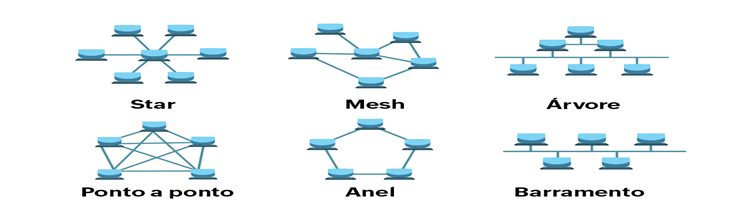 Star
Mesh
Árvore
Ponto a ponto
Anel
Barramento